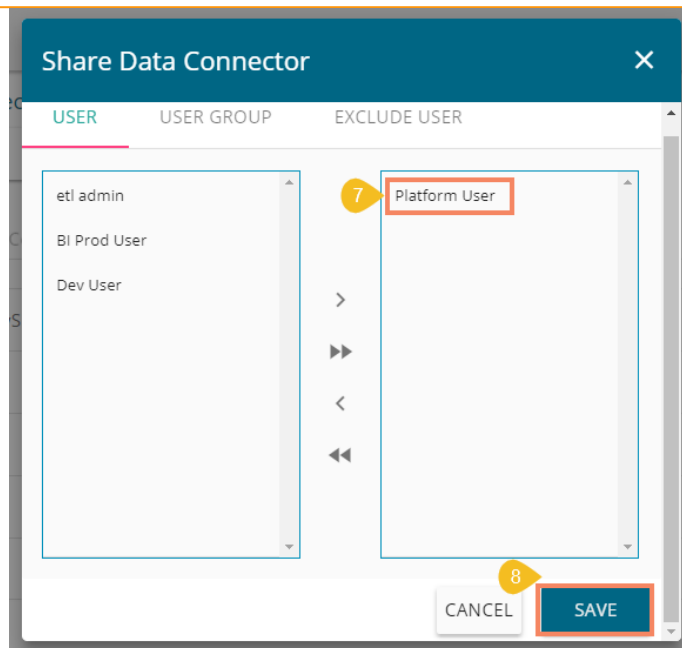 Share Data Connector
USER USER GROUP EXCLUDE USER
etl admin
BI Prod User
Dev User
7 Platform User
8
CANCEL SAVE